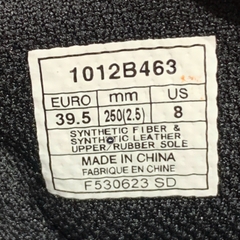 1012B463
EURO mm US
39.5 250(2.5) 8
SYNTHETIC FIBER &
SYNTHETIC LEATHER
UPPER/RUBBER SOLE
MADE IN CHINA
FABRIQUE EN CHINE
F530623 SD